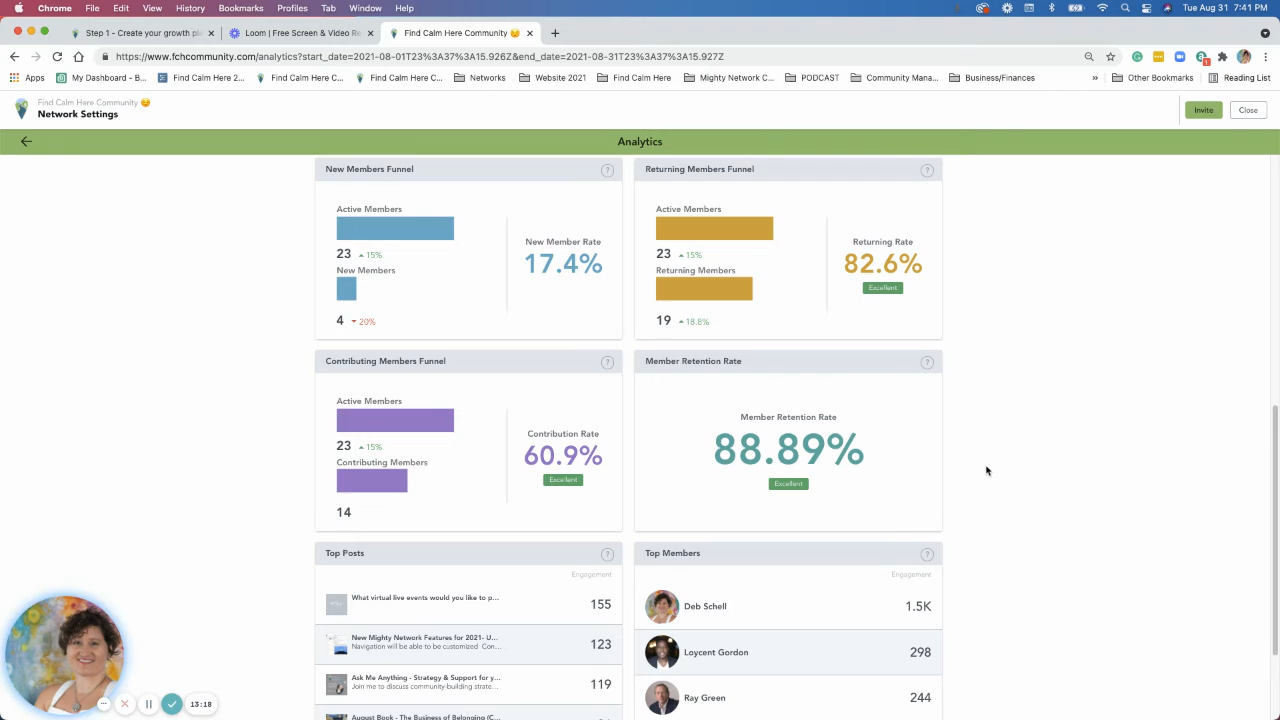 Chrome File Edit View History Bookmarks Profiles Tab Window Help
Tue Aug 31 7:41 PM
Step 1 - Create your growth pla × Loom | Free Screen & Video Re × Find Calm Here Community 😌 × +
https://www.fchcommunity.com/analytics?start_date=2021-08-01T23%3A37%3A15.926Z&end_date=2021-08-31T23%3A37%3A15.927Z
1
Apps My Dashboard - B... Find Calm Here 2... Find Calm Here C... Find Calm Here C... Networks Website 2021 Find Calm Here Mighty Network C... PODCAST Community Mana... Business/Finances » Other Bookmarks Reading List
Find Calm Here Community 😌
Network Settings
Invite Close
Analytics
New Members Funnel ?
Active Members
23 15%
New Members
4 20%
New Member Rate
17.4%
Returning Members Funnel ?
Active Members
23 15%
Returning Members
19 18.8%
Returning Rate
82.6%
Excellent
Contributing Members Funnel ?
Active Members
23 15%
Contributing Members
14
Contribution Rate
60.9%
Excellent
Member Retention Rate ?
Member Retention Rate
88.89%
Excellent
Top Posts ?
Engagement
What virtual live events would you like to p...
155
New Mighty Network Features for 2021- U...
Navigation will be able to be customized Con...
123
Ask Me Anything - Strategy & Support for y...
Join me to discuss community-building strate...
119
August Book - The Business of Belonging (C...
Top Members ?
Engagement
Deb Schell 1.5K
Loycent Gordon 298
Ray Green 244
13:18